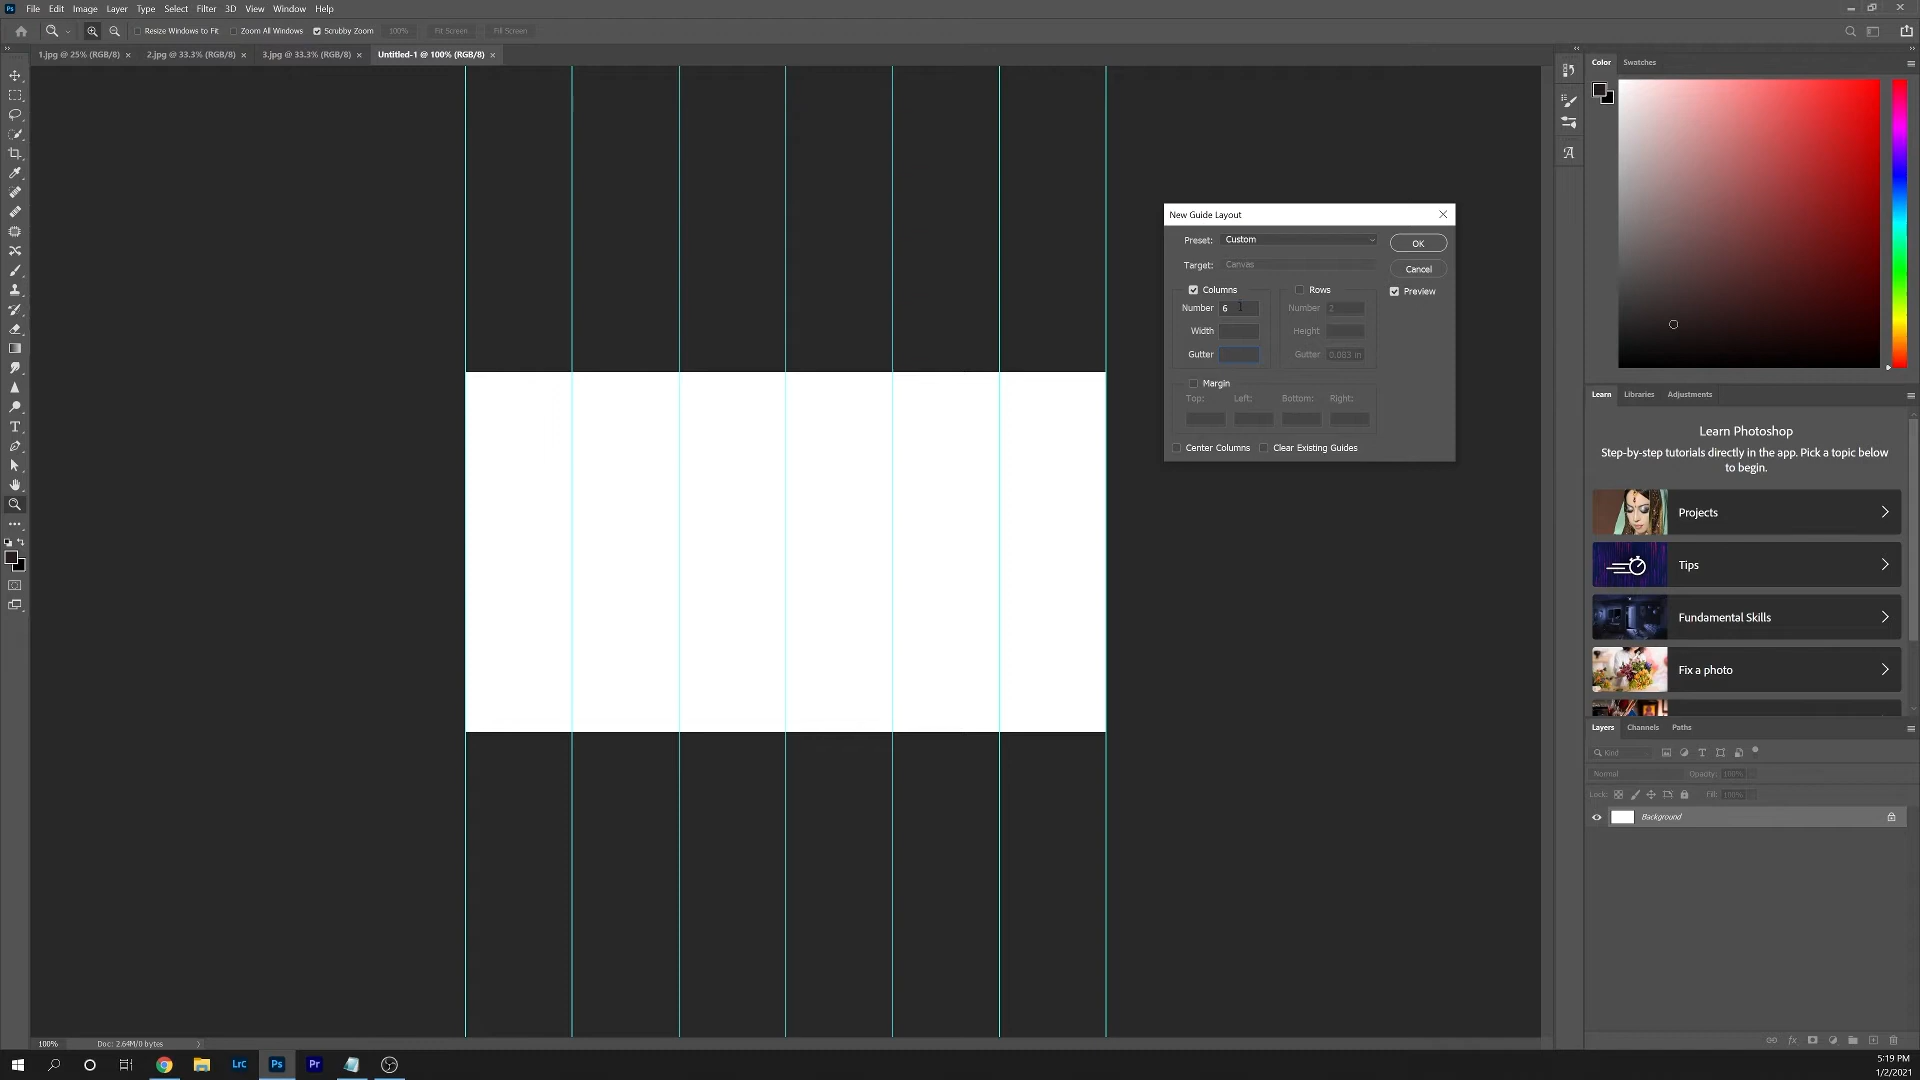 Ps File Edit Image Layer Type Select Filter 3D View Window Help
Resize Windows to Fit Zoom All Windows Scrubby Zoom 100% Fit Screen Fill Screen
1.jpg @ 25% (RGB/8) × 2.jpg @ 33.3% (RGB/8) × 3.jpg @ 33.3% (RGB/8) × Untitled-1 @ 100% (RGB/8) ×
Color Swatches
New Guide Layout
Preset: Custom OK
Target: Canvas Cancel
Columns Rows Preview
Number 6 Number 2
Width Height
Gutter Gutter 0.083 in
Margin
Top: Left: Bottom: Right:
Center Columns Clear Existing Guides
Learn Libraries Adjustments
Learn Photoshop
Step-by-step tutorials directly in the app. Pick a topic below
to begin.
Projects
Tips
Fundamental Skills
Fix a photo
Layers Channels Paths
Kind
Normal Opacity: 100%
Lock: Fill: 100%
Background
100% Doc: 2.64M/0 bytes
LrC Ps Pr
5:19 PM
1/2/2021